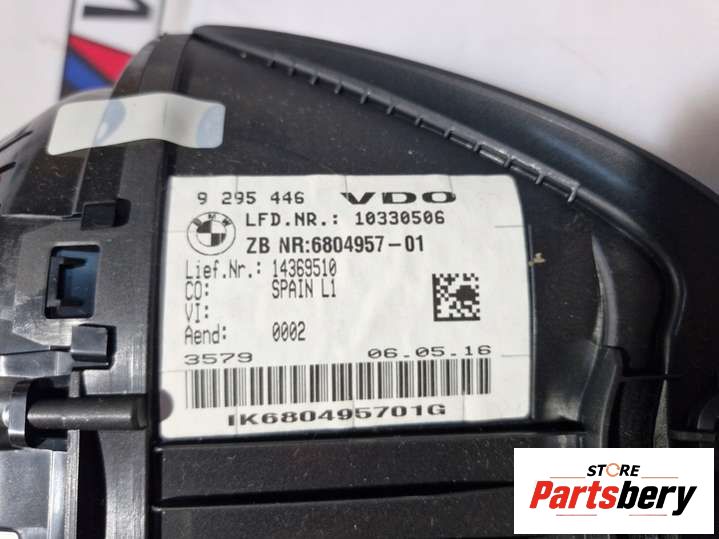 9 295 446 VDO
BMW
LFD.NR.: 10330506
ZB NR:6804957-01
Lief.Nr.: 14369510
CO: SPAIN L1
VI:
Aend: 0002
3579 06.05.16
IK680495701G
STORE
Partsbery